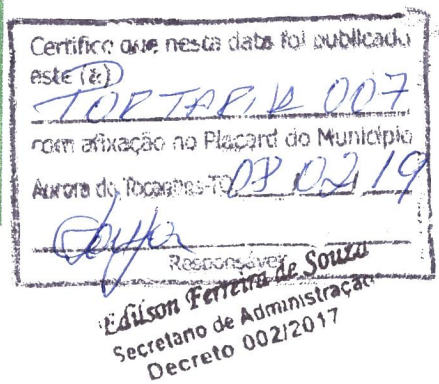 Certifico que nesta data foi publicado
este (a)
PORTARIA 007
com afixação no Placard do Município
Aurora do Tocantins-TO 08 02 19
Responsável
Edilson Ferreira de Souza
Secretario de Administração
Decreto 002/2017